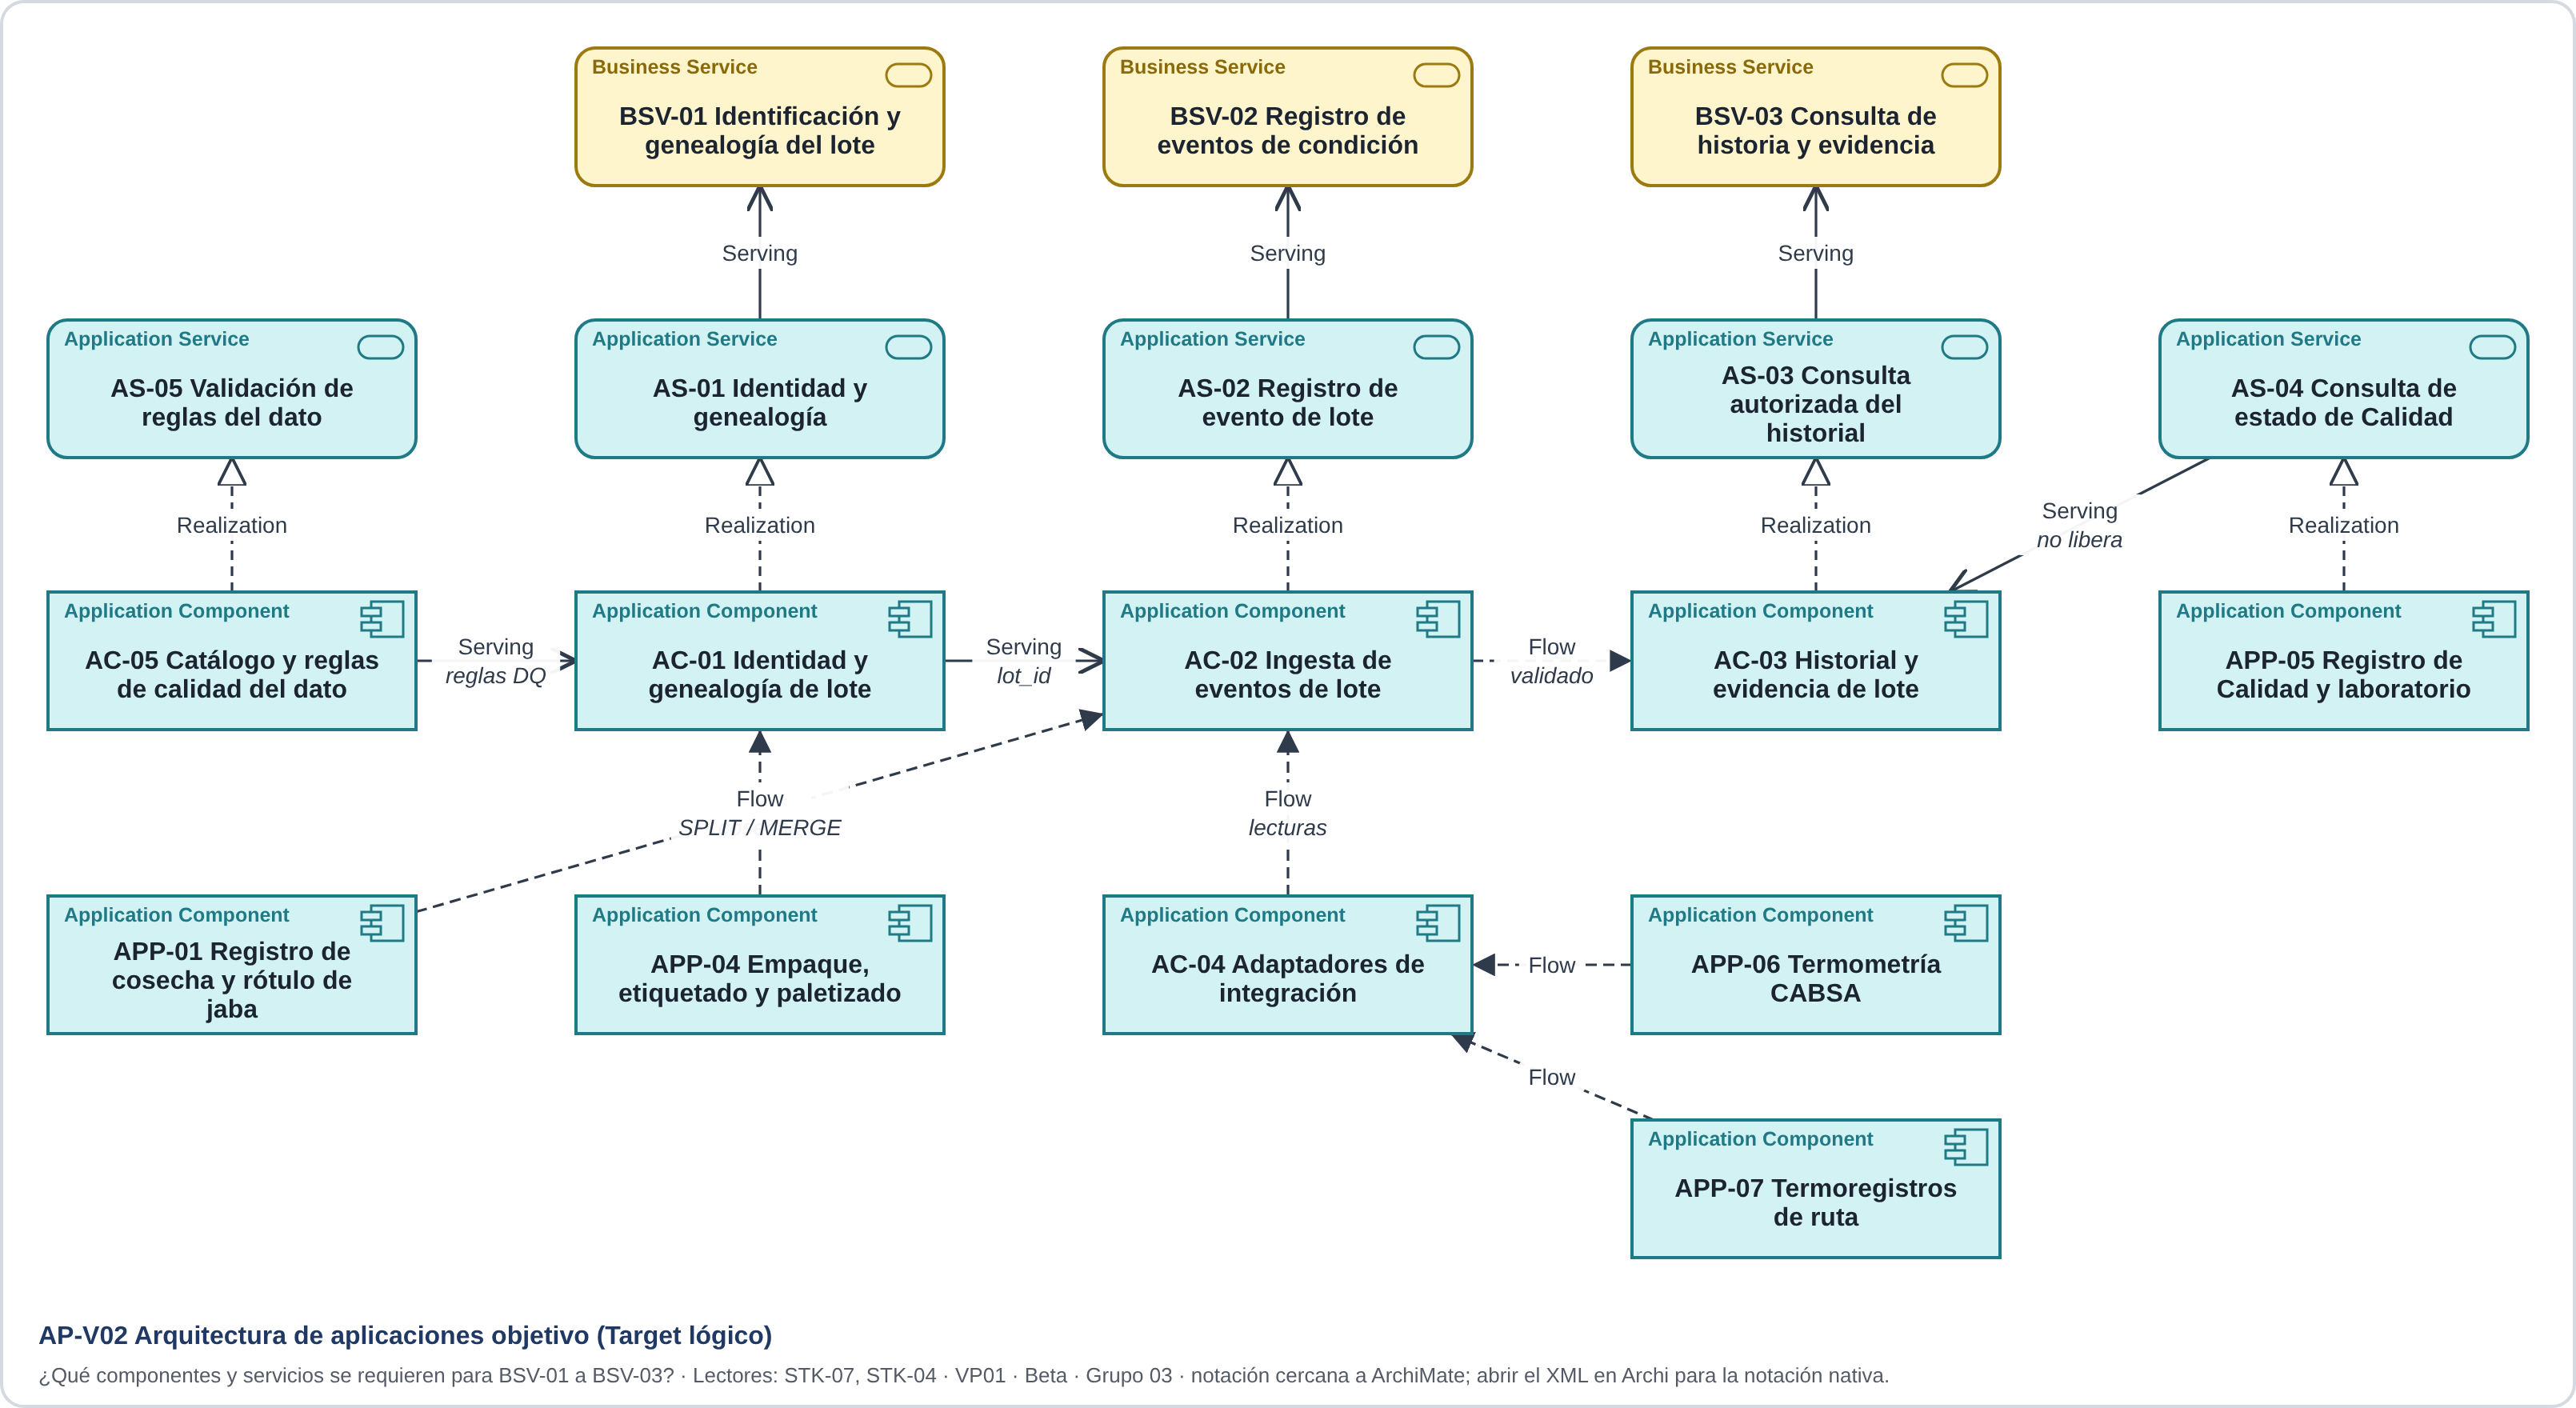 Business Service
BSV-01 Identificación y
genealogía del lote
Business Service
BSV-02 Registro de
eventos de condición
Business Service
BSV-03 Consulta de
historia y evidencia
Serving
Serving
Serving
Application Service
AS-05 Validación de
reglas del dato
Application Service
AS-01 Identidad y
genealogía
Application Service
AS-02 Registro de
evento de lote
Application Service
AS-03 Consulta
autorizada del
historial
Application Service
AS-04 Consulta de
estado de Calidad
Realization
Realization
Realization
Realization
Serving
no libera
Realization
Application Component
AC-05 Catálogo y reglas
de calidad del dato
Serving
reglas DQ
Application Component
AC-01 Identidad y
genealogía de lote
Serving
lot_id
Application Component
AC-02 Ingesta de
eventos de lote
Flow
validado
Application Component
AC-03 Historial y
evidencia de lote
Application Component
APP-05 Registro de
Calidad y laboratorio
Flow
SPLIT / MERGE
Flow
lecturas
Application Component
APP-01 Registro de
cosecha y rótulo de
jaba
Application Component
APP-04 Empaque,
etiquetado y paletizado
Application Component
AC-04 Adaptadores de
integración
Flow
Application Component
APP-06 Termometría
CABSA
Flow
Application Component
APP-07 Termoregistros
de ruta
AP-V02 Arquitectura de aplicaciones objetivo (Target lógico)
¿Qué componentes y servicios se requieren para BSV-01 a BSV-03? · Lectores: STK-07, STK-04 · VP01 · Beta · Grupo 03 · notación cercana a ArchiMate; abrir el XML en Archi para la notación nativa.